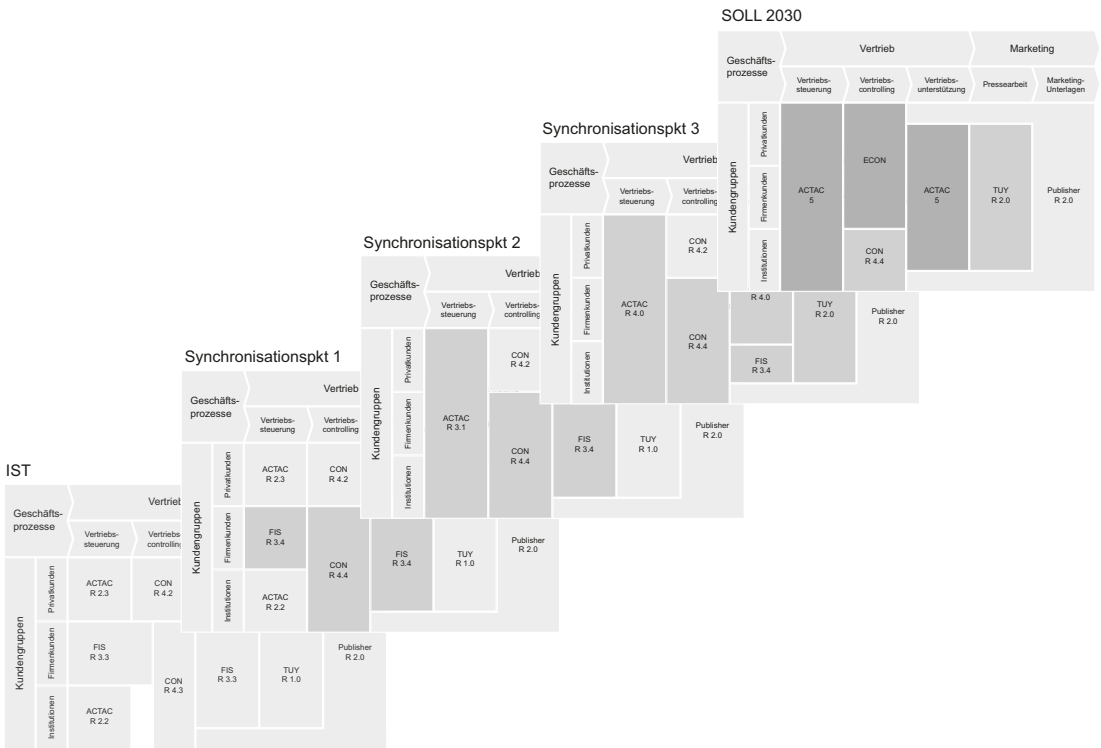 SOLL 2030
Geschäfts-
prozesse
Vertrieb
Marketing
Vertriebs-
steuerung
Vertriebs-
controlling
Vertriebs-
unterstützung
Pressearbeit
Marketing-
Unterlagen
Kundengruppen
Privatkunden
Firmenkunden
Institutionen
ACTAC
5
ECON
CON
R 4.4
ACTAC
5
TUY
R 2.0
Publisher
R 2.0
Synchronisationspkt 3
Geschäfts-
prozesse
Vertrieb
Vertriebs-
steuerung
Vertriebs-
controlling
Kundengruppen
Privatkunden
Firmenkunden
Institutionen
ACTAC
R 4.0
CON
R 4.2
CON
R 4.4
R 4.0
FIS
R 3.4
TUY
R 2.0
Publisher
R 2.0
Synchronisationspkt 2
Geschäfts-
prozesse
Vertrieb
Vertriebs-
steuerung
Vertriebs-
controlling
Kundengruppen
Privatkunden
Firmenkunden
Institutionen
ACTAC
R 3.1
CON
R 4.2
CON
R 4.4
FIS
R 3.4
TUY
R 1.0
Publisher
R 2.0
Synchronisationspkt 1
Geschäfts-
prozesse
Vertrieb
Vertriebs-
steuerung
Vertriebs-
controlling
Kundengruppen
Privatkunden
Firmenkunden
Institutionen
ACTAC
R 2.3
CON
R 4.2
FIS
R 3.4
CON
R 4.4
ACTAC
R 2.2
FIS
R 3.4
TUY
R 1.0
Publisher
R 2.0
IST
Geschäfts-
prozesse
Vertrieb
Vertriebs-
steuerung
Vertriebs-
controlling
Kundengruppen
Privatkunden
Firmenkunden
Institutionen
ACTAC
R 2.3
CON
R 4.2
FIS
R 3.3
CON
R 4.3
ACTAC
R 2.2
FIS
R 3.3
TUY
R 1.0
Publisher
R 2.0